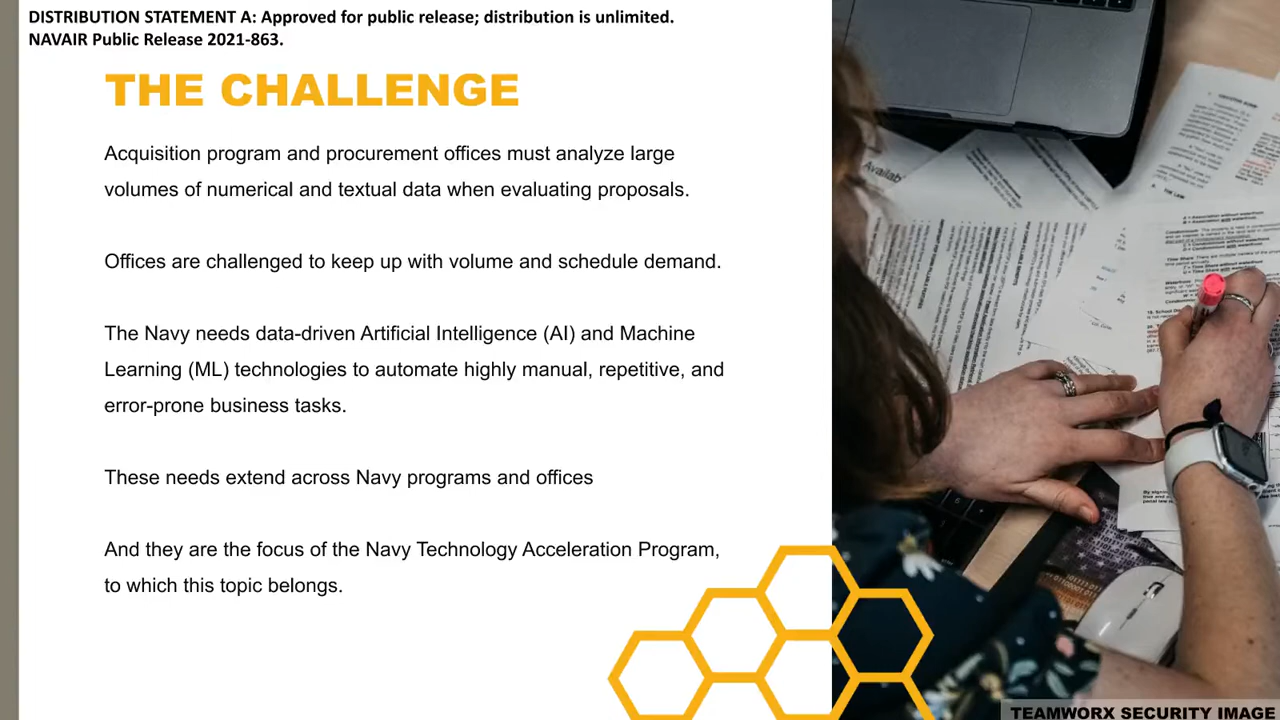 DISTRIBUTION STATEMENT A: Approved for public release; distribution is unlimited.
NAVAIR Public Release 2021-863.
THE CHALLENGE
Acquisition program and procurement offices must analyze large
volumes of numerical and textual data when evaluating proposals.
Offices are challenged to keep up with volume and schedule demand.
The Navy needs data-driven Artificial Intelligence (AI) and Machine
Learning (ML) technologies to automate highly manual, repetitive, and
error-prone business tasks.
These needs extend across Navy programs and offices
And they are the focus of the Navy Technology Acceleration Program,
to which this topic belongs.
TEAMWORX SECURITY IMAGE